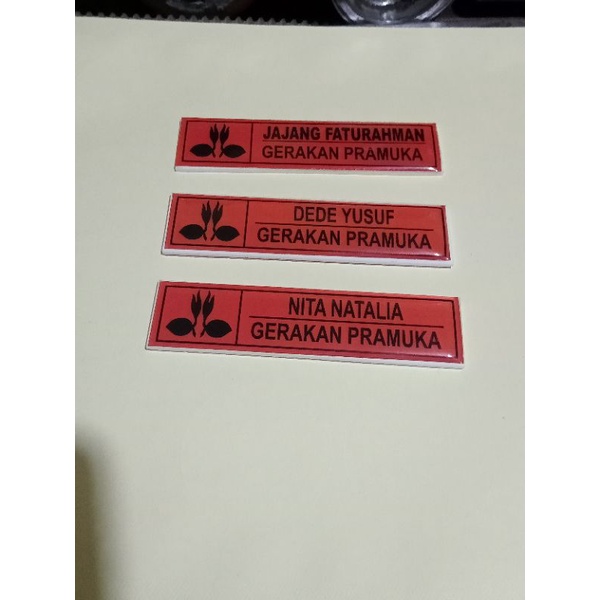 JAJANG FATURAHMAN
GERAKAN PRAMUKA
DEDE YUSUF
GERAKAN PRAMUKA
NITA NATALIA
GERAKAN PRAMUKA